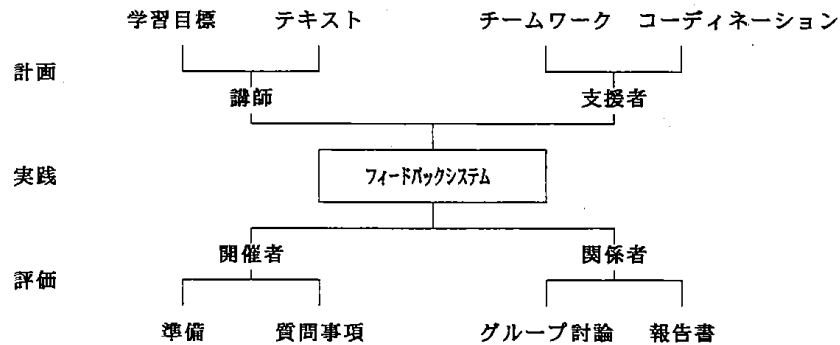 学習目標 テキスト チームワーク コーディネーション
計画
講師 支援者
実践 フィードバックシステム
開催者 関係者
評価
準備 質問事項 グループ討論 報告書